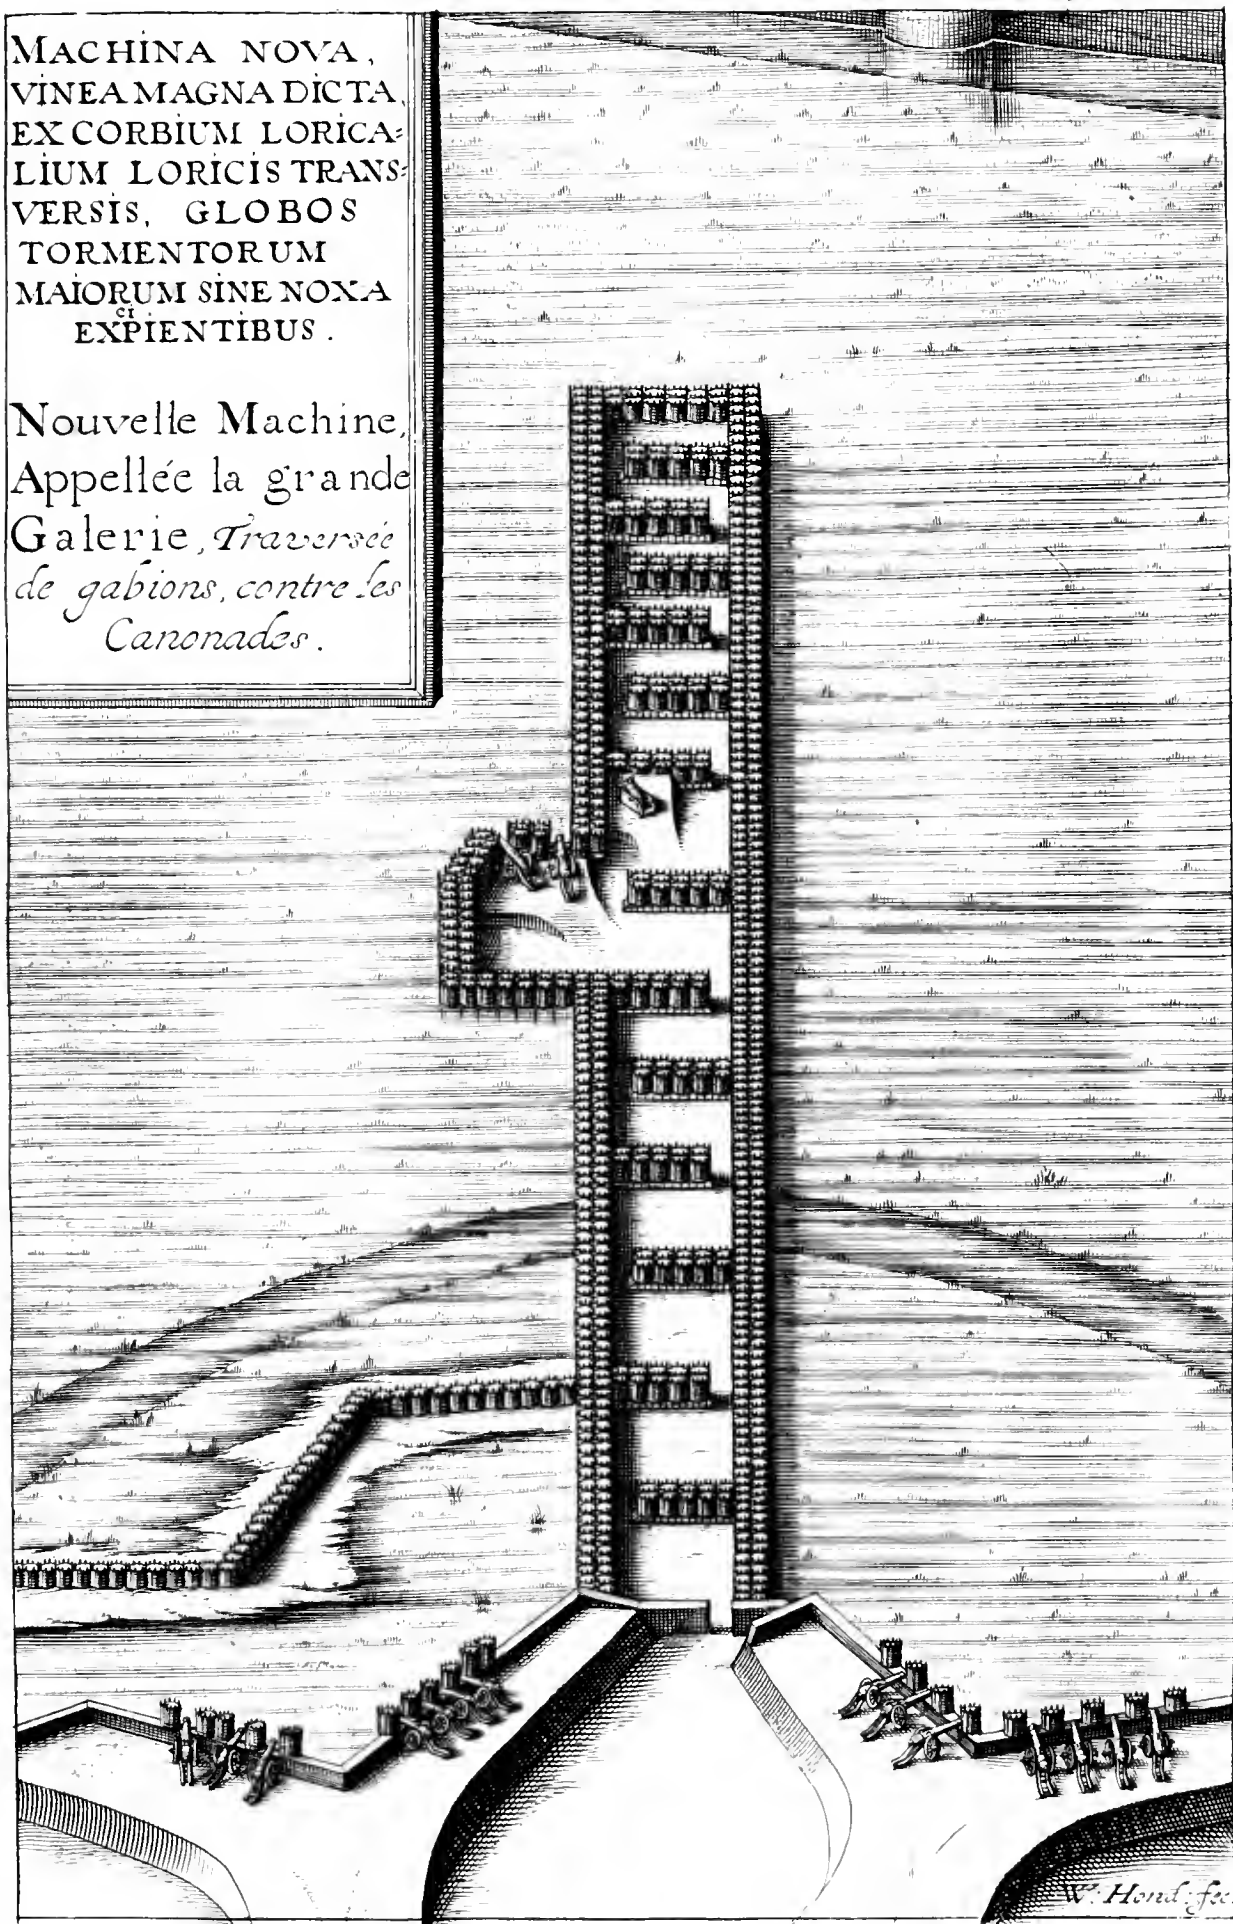 MACHINA NOVA,
VINEA MAGNA DICTA,
EX CORBIUM LORICA=
LIUM LORICIS TRANS=
VERSIS, GLOBOS
TORMENTORUM
MAIORUM SINE NOXA
CI
EXPIENTIBUS.
Nouvelle Machine,
Appellée la grande
Galerie, Traversée
de gabions, contre les
Canonades.
W. Hond. fec.